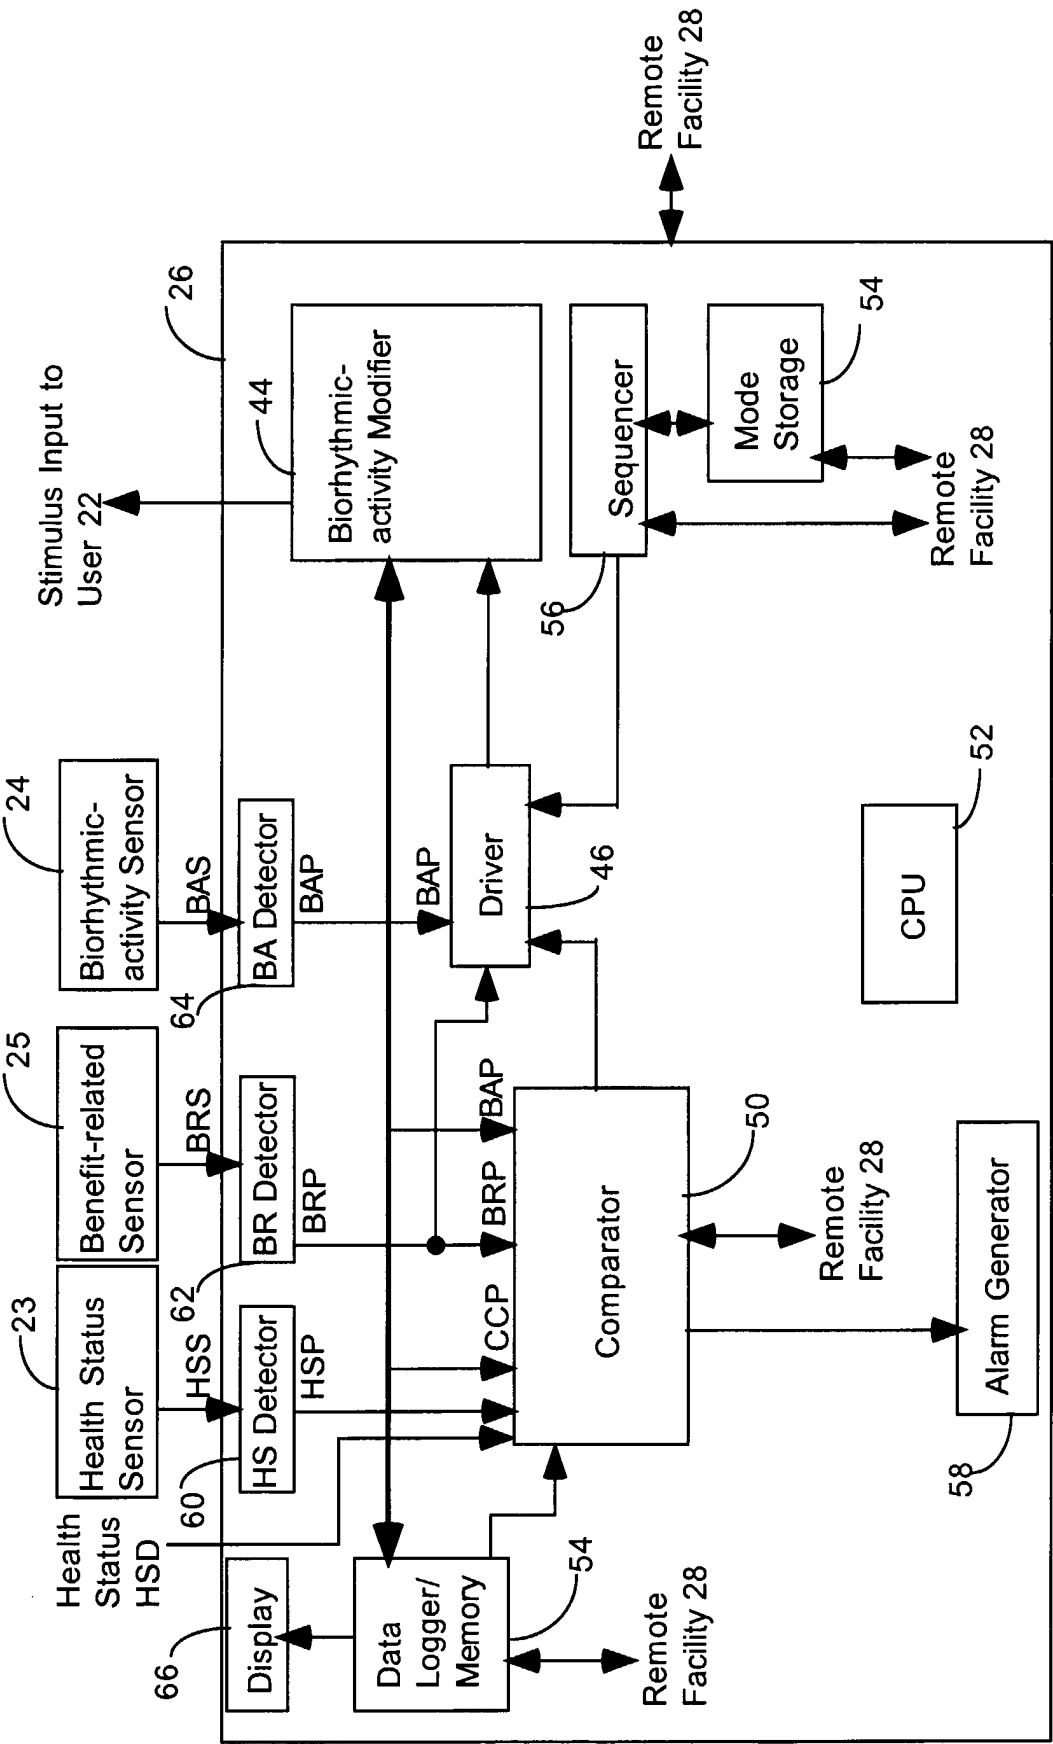 Stimulus Input to
User 22
24
Biorhythmic-
activity Sensor
25
Benefit-related
Sensor
23
Health Status
Sensor
Health
Status
HSD
26
BAS
BRS
HSS
64
BA Detector
BAP
62
BR Detector
BRP
60
HS Detector
HSP
66
Display
44
Biorhythmic-
activity Modifier
BAP
Driver
46
Data
Logger/
Memory
54
Remote
Facility 28
CCP
BRP
BAP
Comparator
50
Remote
Facility 28
56
Sequencer
Mode
Storage
54
Remote
Facility 28
Remote
Facility 28
CPU
52
Alarm Generator
58